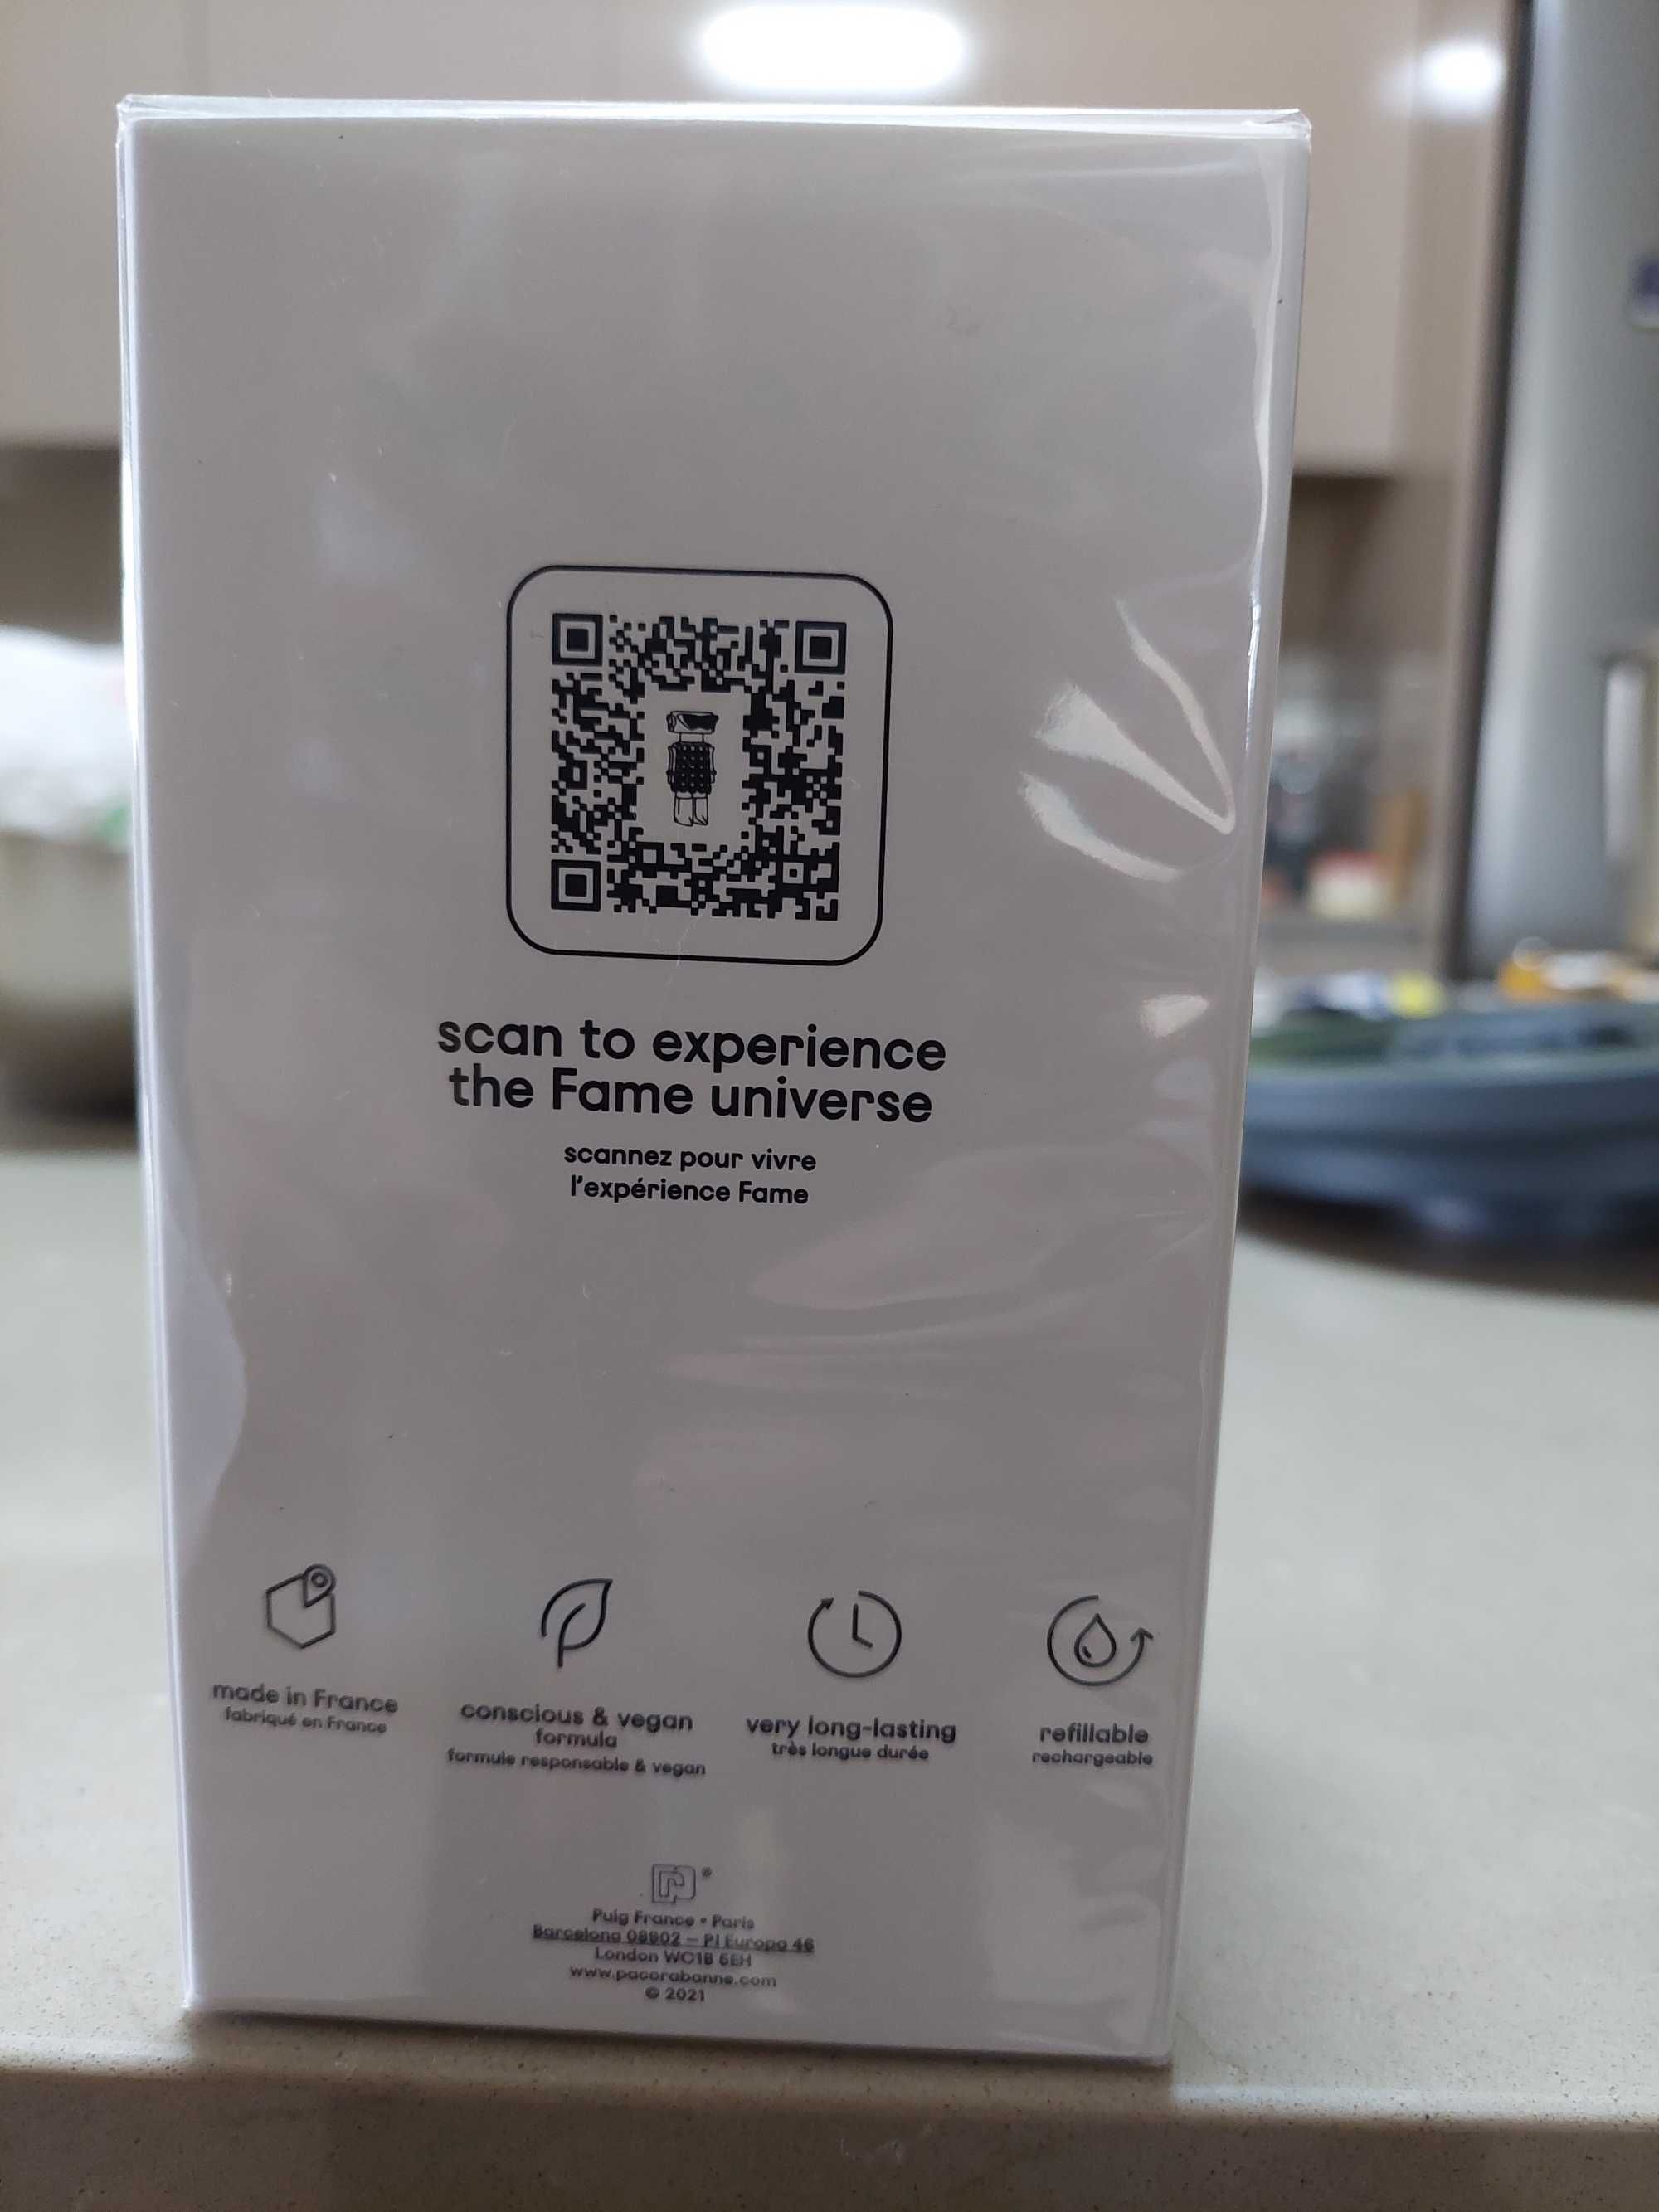 scan to experience
the Fame universe
scannez pour vivre
l'expérience Fame
made in France
fabriqué en France
conscious & vegan
formula
formule responsable & vegan
very long-lasting
très longue durée
refillable
rechargeable
Puig France • Paris
Barcelona 08902 – Pl Europa 46
London WC1B 5EH
www.pacorabanne.com
© 2021